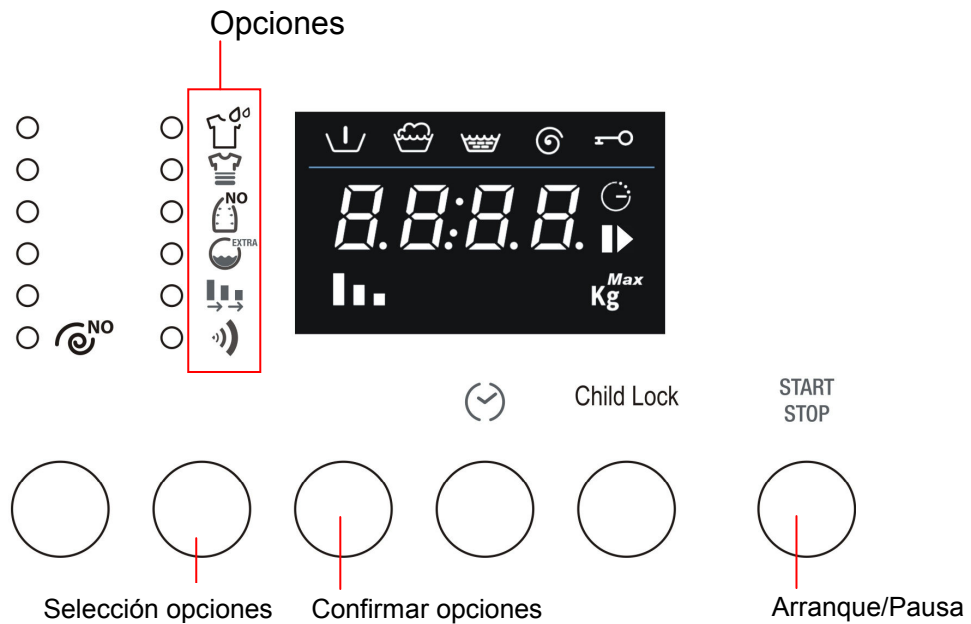 Opciones
NO
EXTRA
NO
8.8:8.8.
Max
Kg
Child Lock
START
STOP
Selección opciones
Confirmar opciones
Arranque/Pausa